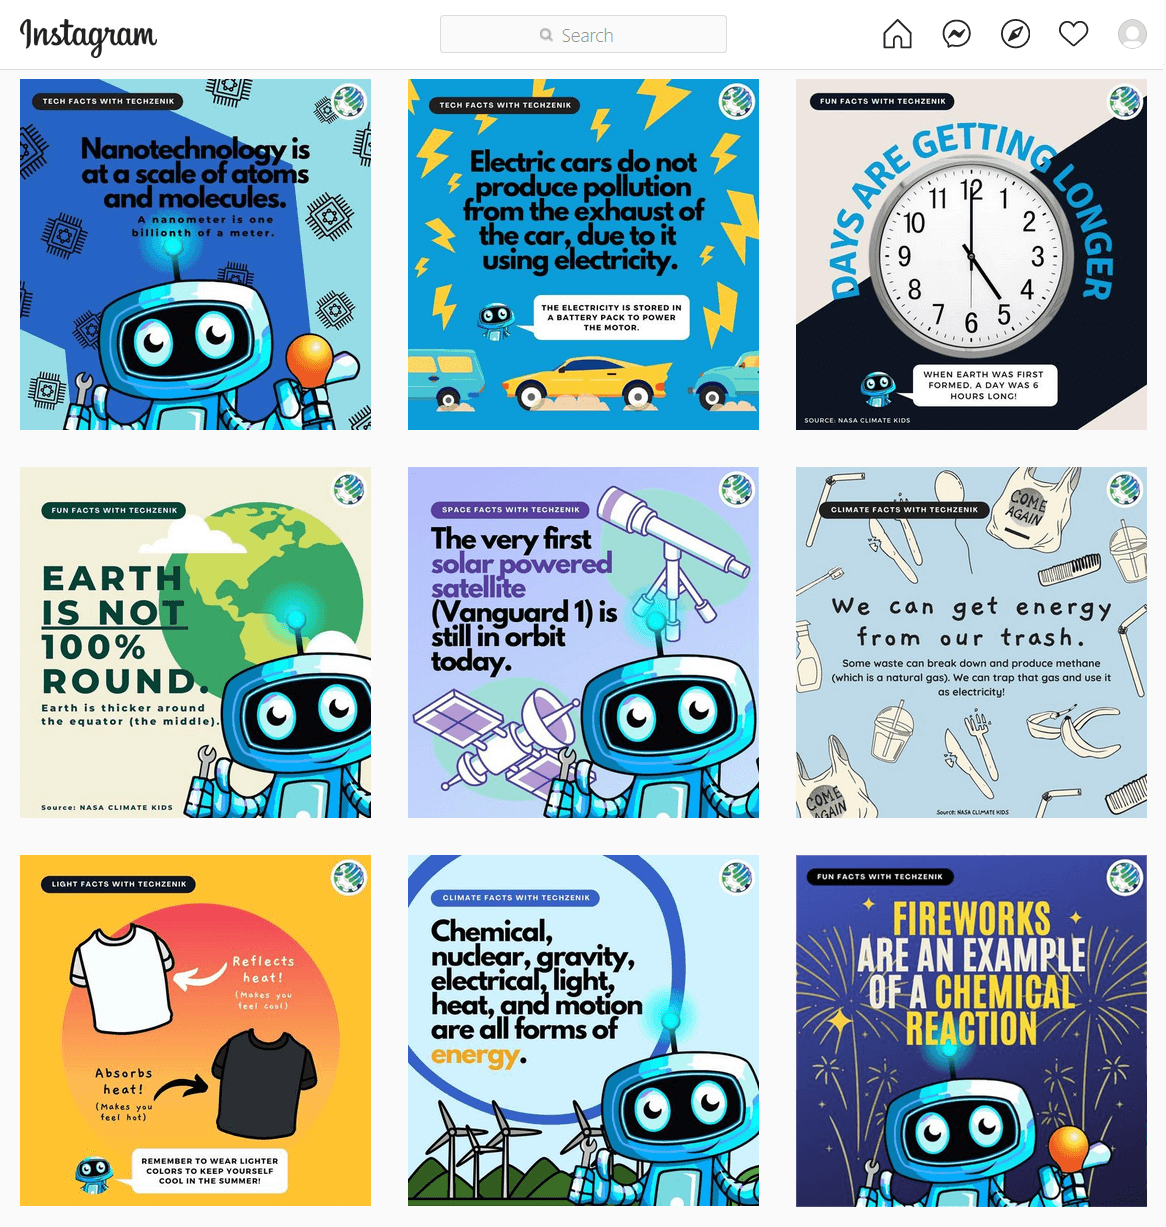 Instagram
Search
TECH FACTS WITH TECHZENIK
Nanotechnology is
at a scale of atoms
and molecules.
A nanometer is one
billionth of a meter.
TECH FACTS WITH TECHZENIK
Electric cars do not
produce pollution
from the exhaust of
the car, due to it
using electricity.
THE ELECTRICITY IS STORED IN
A BATTERY PACK TO POWER
THE MOTOR.
FUN FACTS WITH TECHZENIK
DAYS ARE GETTING LONGER
12
1
2
3
4
5
6
7
8
9
10
11
WHEN EARTH WAS FIRST
FORMED, A DAY WAS 6
HOURS LONG!
SOURCE: NASA CLIMATE KIDS
FUN FACTS WITH TECHZENIK
EARTH
IS NOT
100%
ROUND.
Earth is thicker around
the equator (the middle).
Source: NASA CLIMATE KIDS
SPACE FACTS WITH TECHZENIK
The very first
solar powered
satellite
(Vanguard 1) is
still in orbit
today.
COME
AGAIN
CLIMATE FACTS WITH TECHZENIK
We can get energy
from our trash.
Some waste can break down and produce methane
(which is a natural gas). We can trap that gas and use it
as electricity!
COME
AGAIN
Source: NASA CLIMATE KIDS
LIGHT FACTS WITH TECHZENIK
Reflects
heat!
(Makes you
feel cool)
Absorbs
heat!
(Makes you
feel hot)
REMEMBER TO WEAR LIGHTER
COLORS TO KEEP YOURSELF
COOL IN THE SUMMER!
CLIMATE FACTS WITH TECHZENIK
Chemical,
nuclear, gravity,
electrical, light,
heat, and motion
are all forms of
energy.
FUN FACTS WITH TECHZENIK
FIREWORKS
ARE AN EXAMPLE
OF A CHEMICAL
REACTION